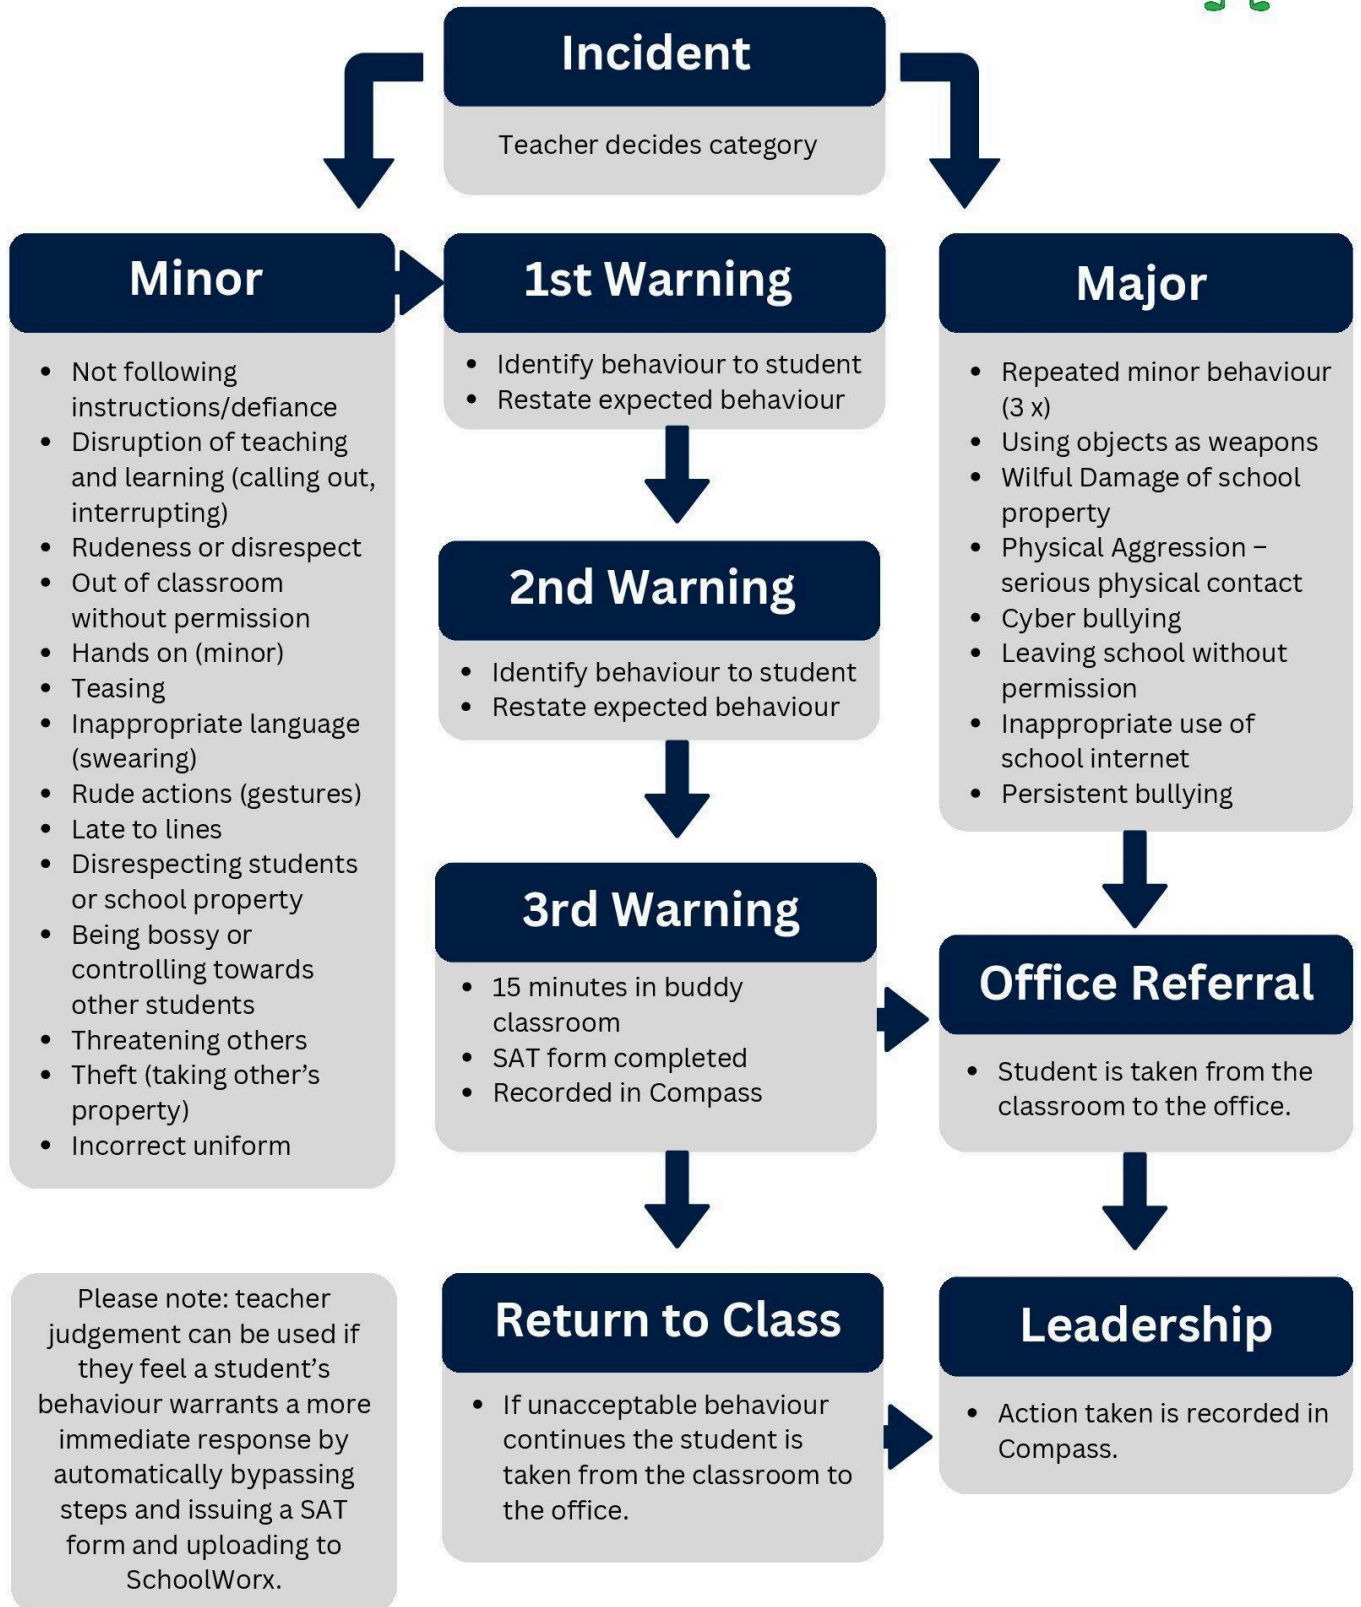 Incident
Teacher decides category
Minor
• Not following
instructions/defiance
• Disruption of teaching
and learning (calling out,
interrupting)
• Rudeness or disrespect
• Out of classroom
without permission
• Hands on (minor)
• Teasing
• Inappropriate language
(swearing)
• Rude actions (gestures)
• Late to lines
• Disrespecting students
or school property
• Being bossy or
controlling towards
other students
• Threatening others
• Theft (taking other’s
property)
• Incorrect uniform
1st Warning
• Identify behaviour to student
• Restate expected behaviour
2nd Warning
• Identify behaviour to student
• Restate expected behaviour
3rd Warning
• 15 minutes in buddy
classroom
• SAT form completed
• Recorded in Compass
Return to Class
• If unacceptable behaviour
continues the student is
taken from the classroom to
the office.
Major
• Repeated minor behaviour
(3 x)
• Using objects as weapons
• Wilful Damage of school
property
• Physical Aggression –
serious physical contact
• Cyber bullying
• Leaving school without
permission
• Inappropriate use of
school internet
• Persistent bullying
Office Referral
• Student is taken from the
classroom to the office.
Leadership
• Action taken is recorded in
Compass.
Please note: teacher
judgement can be used if
they feel a student’s
behaviour warrants a more
immediate response by
automatically bypassing
steps and issuing a SAT
form and uploading to
SchoolWorx.